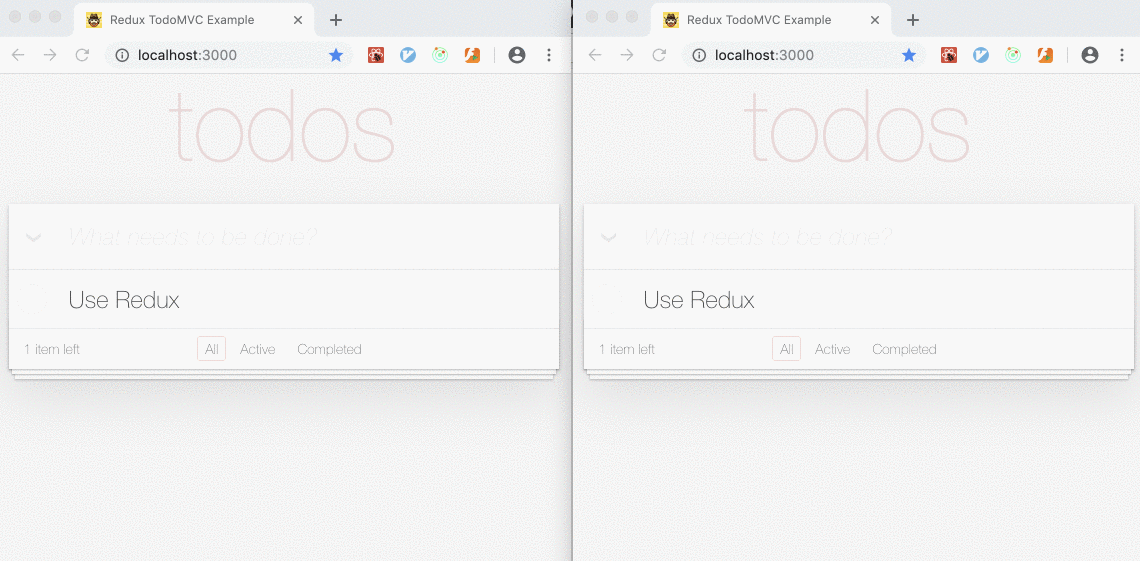 Redux TodoMVC Example
localhost:3000
todos
What needs to be done?
Use Redux
1 item left
All
Active
Completed
Redux TodoMVC Example
localhost:3000
todos
What needs to be done?
Use Redux
1 item left
All
Active
Completed